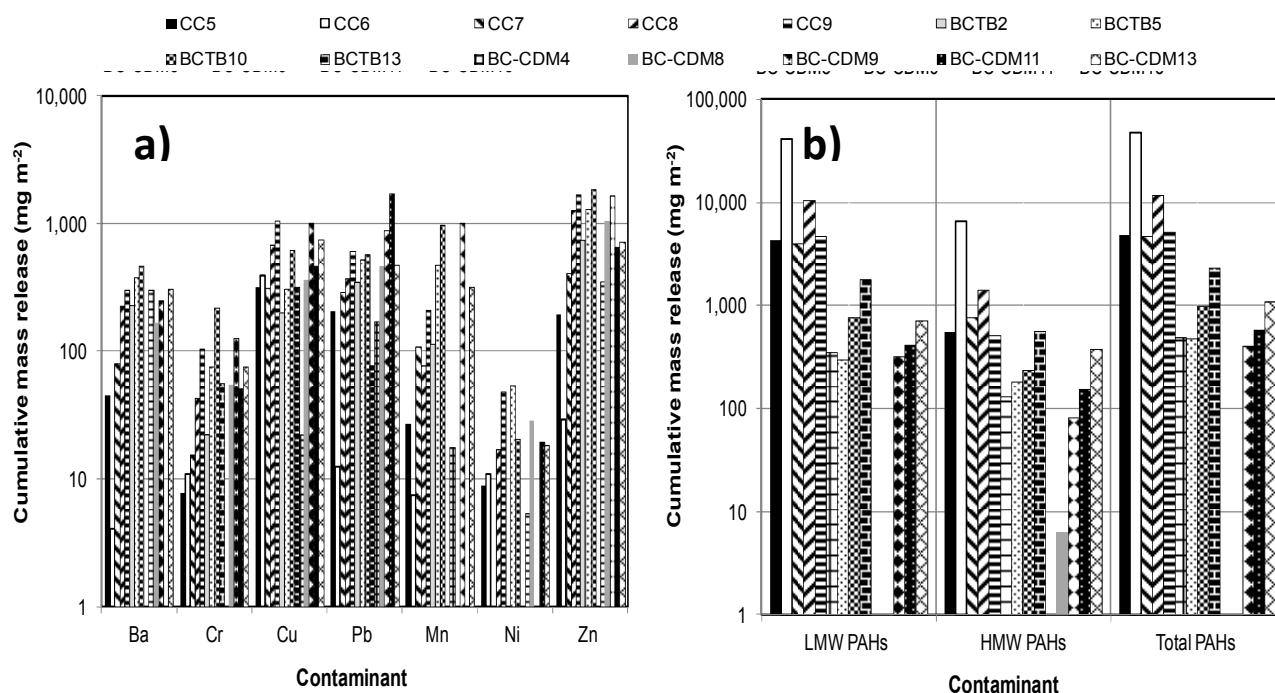 CC5 CC6 CC7 CC8 CC9 BCTB2 BCTB5
BCTB10 BCTB13 BC-CDM4 BC-CDM8 BC-CDM9 BC-CDM11 BC-CDM13
a)
Cumulative mass release (mg m-2)
10,000
1,000
100
10
1
Ba Cr Cu Pb Mn Ni Zn
Contaminant
b)
Cumulative mass release (mg m-2)
100,000
10,000
1,000
100
10
1
LMW PAHs HMW PAHs Total PAHs
Contaminant